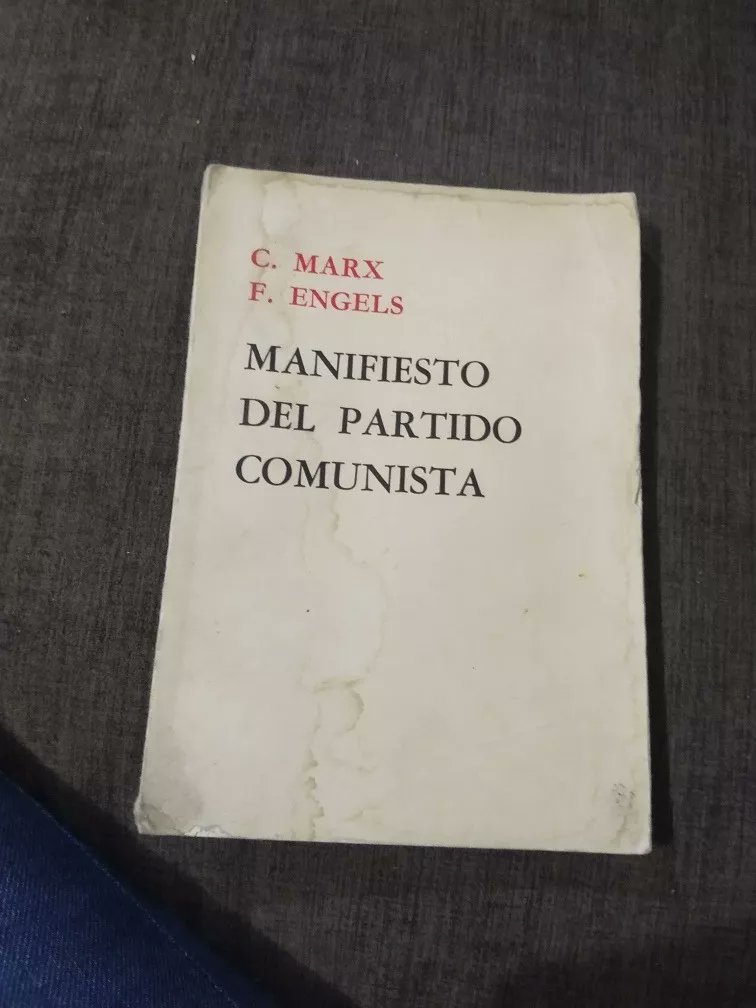 C. MARX
F. ENGELS
MANIFIESTO
DEL PARTIDO
COMUNISTA